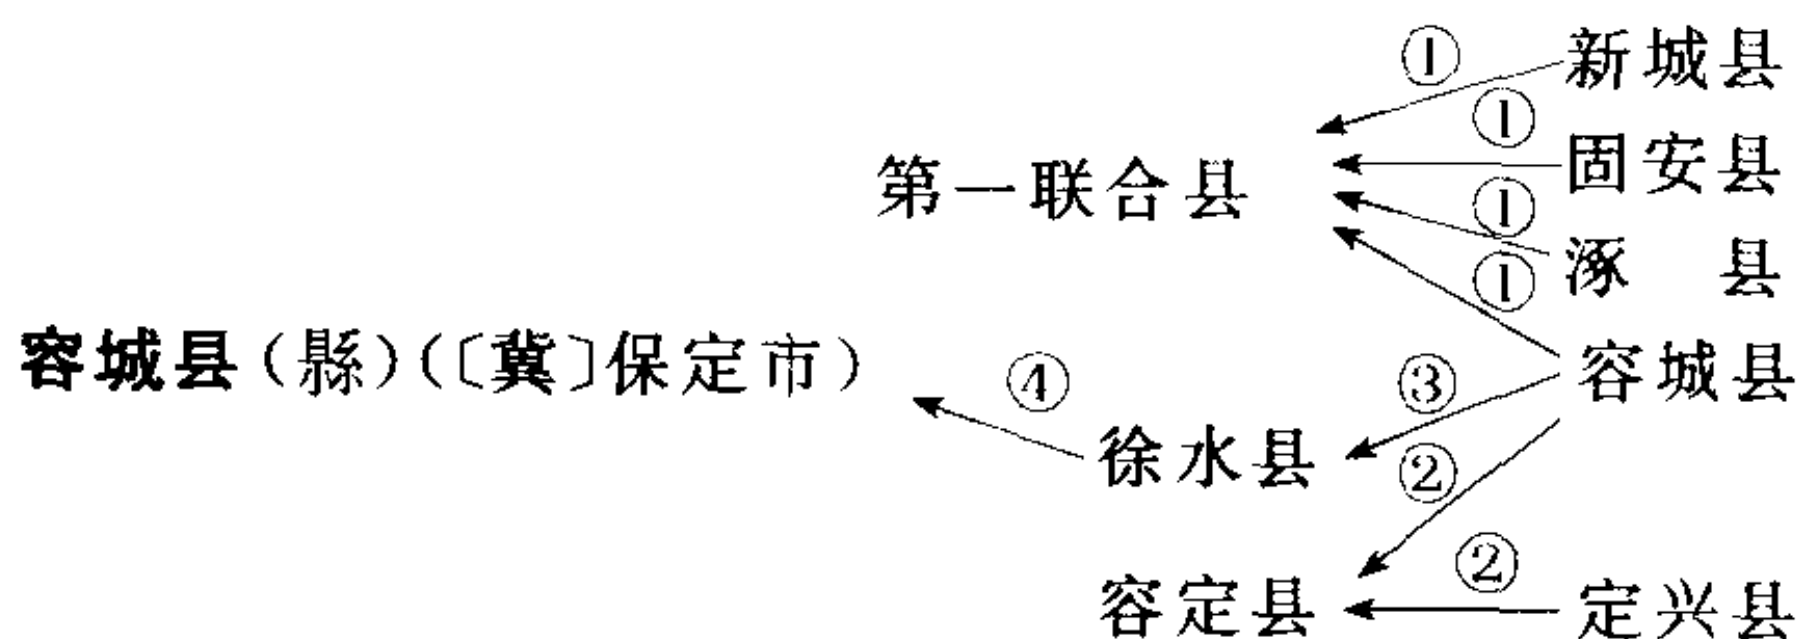 ① 新城县
① 固安县
第一联合县
① 涿 县
①
容城县(縣)(〔冀〕保定市)
④ ③ 容城县
徐水县 ②
容定县 ② 定兴县